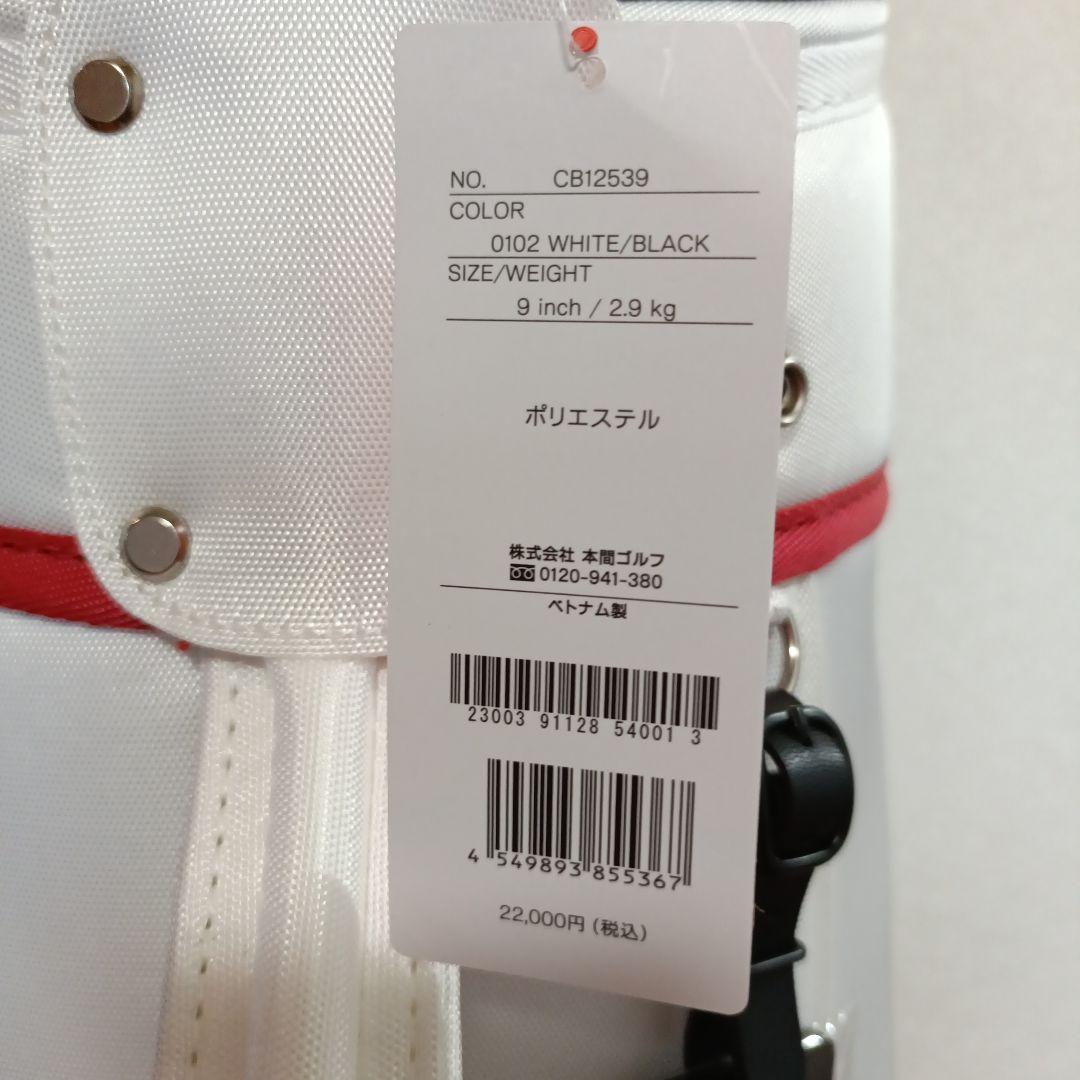 NO. CB12539
COLOR
0102 WHITE/BLACK
SIZE/WEIGHT
9 inch / 2.9 kg
ポリエステル
株式会社 本間ゴルフ
0120-941-380
ベトナム製
23003 91128 54001 3
4 549893 855367
22,000円 (税込)